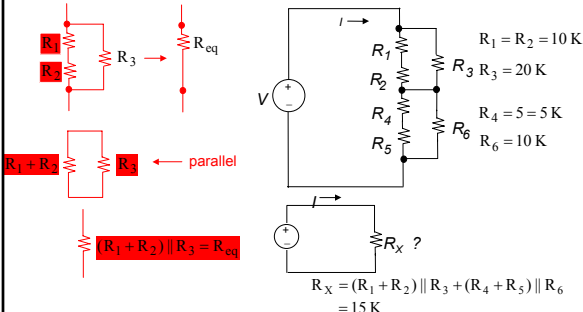 R1
R2
R3
Req
R1 + R2
R3
parallel
(R1 + R2) || R3 = Req
I
V
+
–
R1
R2
R3
R4
R5
R6
R1 = R2 = 10 K
R3 = 20 K
R4 = 5 = 5 K
R6 = 10 K
I
+
–
RX ?
RX = (R1 + R2) || R3 + (R4 + R5) || R6
= 15 K